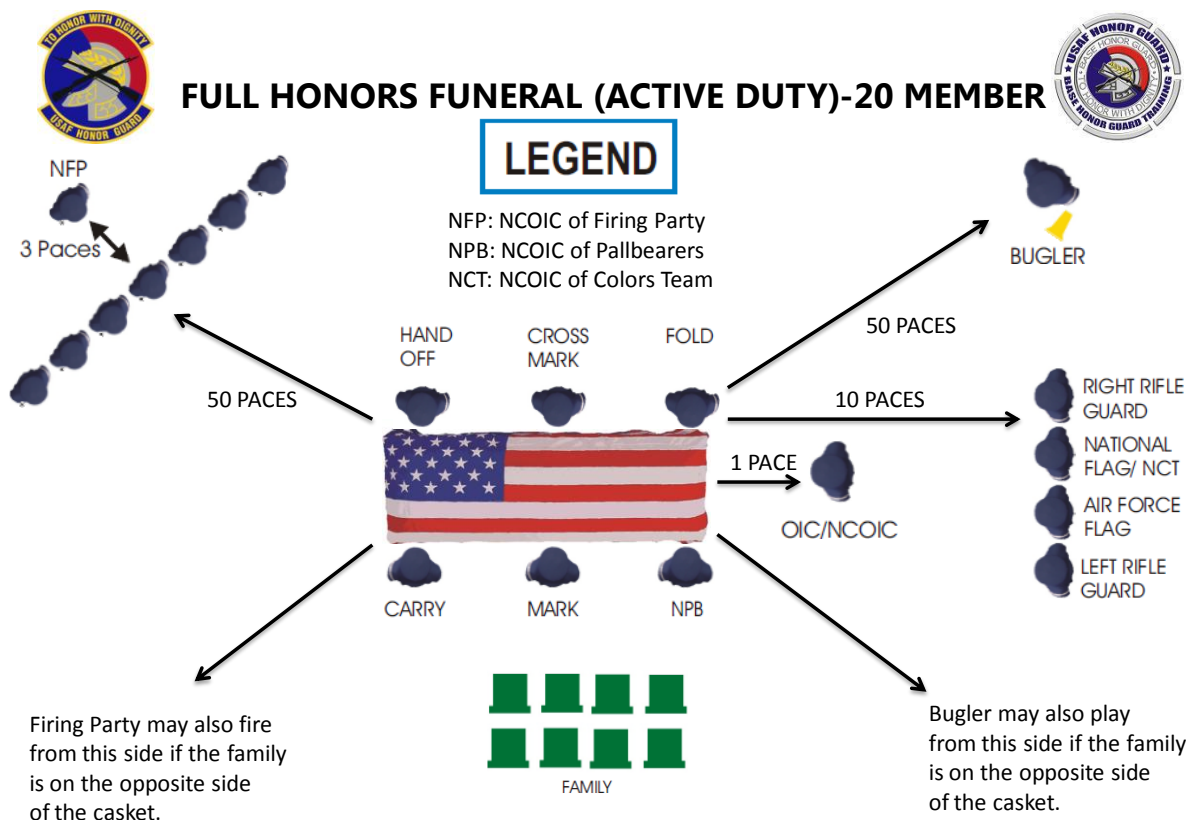 TO HONOR WITH DIGNITY
USAF HONOR GUARD
USAF HONOR GUARD
BASE HONOR GUARD
TO HONOR WITH DIGNITY
BASE HONOR GUARD TRAINING
FULL HONORS FUNERAL (ACTIVE DUTY)-20 MEMBER
LEGEND
NFP: NCOIC of Firing Party
NPB: NCOIC of Pallbearers
NCT: NCOIC of Colors Team
NFP
3 Paces
BUGLER
50 PACES
50 PACES
HAND
OFF
CROSS
MARK
FOLD
10 PACES
1 PACE
OIC/NCOIC
RIGHT RIFLE
GUARD
NATIONAL
FLAG/ NCT
AIR FORCE
FLAG
LEFT RIFLE
GUARD
CARRY
MARK
NPB
Firing Party may also fire
from this side if the family
is on the opposite side
of the casket.
FAMILY
Bugler may also play
from this side if the family
is on the opposite side
of the casket.